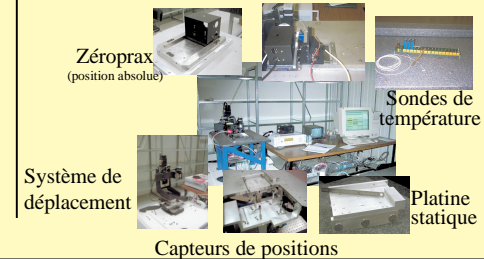 Zéroprax
(position absolue)
Sondes de
température
Système de
déplacement
Platine
statique
Capteurs de positions